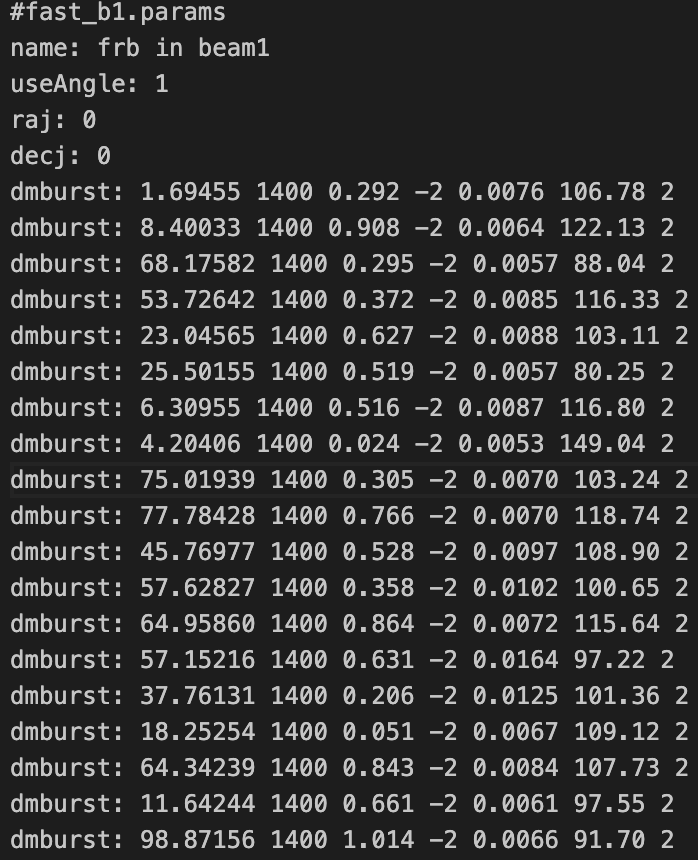 #fast_b1.params
name: frb in beam1
useAngle: 1
raj: 0
decj: 0
dmburst: 1.69455 1400 0.292 -2 0.0076 106.78 2
dmburst: 8.40033 1400 0.908 -2 0.0064 122.13 2
dmburst: 68.17582 1400 0.295 -2 0.0057 88.04 2
dmburst: 53.72642 1400 0.372 -2 0.0085 116.33 2
dmburst: 23.04565 1400 0.627 -2 0.0088 103.11 2
dmburst: 25.50155 1400 0.519 -2 0.0057 80.25 2
dmburst: 6.30955 1400 0.516 -2 0.0087 116.80 2
dmburst: 4.20406 1400 0.024 -2 0.0053 149.04 2
dmburst: 75.01939 1400 0.305 -2 0.0070 103.24 2
dmburst: 77.78428 1400 0.766 -2 0.0070 118.74 2
dmburst: 45.76977 1400 0.528 -2 0.0097 108.90 2
dmburst: 57.62827 1400 0.358 -2 0.0102 100.65 2
dmburst: 64.95860 1400 0.864 -2 0.0072 115.64 2
dmburst: 57.15216 1400 0.631 -2 0.0164 97.22 2
dmburst: 37.76131 1400 0.206 -2 0.0125 101.36 2
dmburst: 18.25254 1400 0.051 -2 0.0067 109.12 2
dmburst: 64.34239 1400 0.843 -2 0.0084 107.73 2
dmburst: 11.64244 1400 0.661 -2 0.0061 97.55 2
dmburst: 98.87156 1400 1.014 -2 0.0066 91.70 2